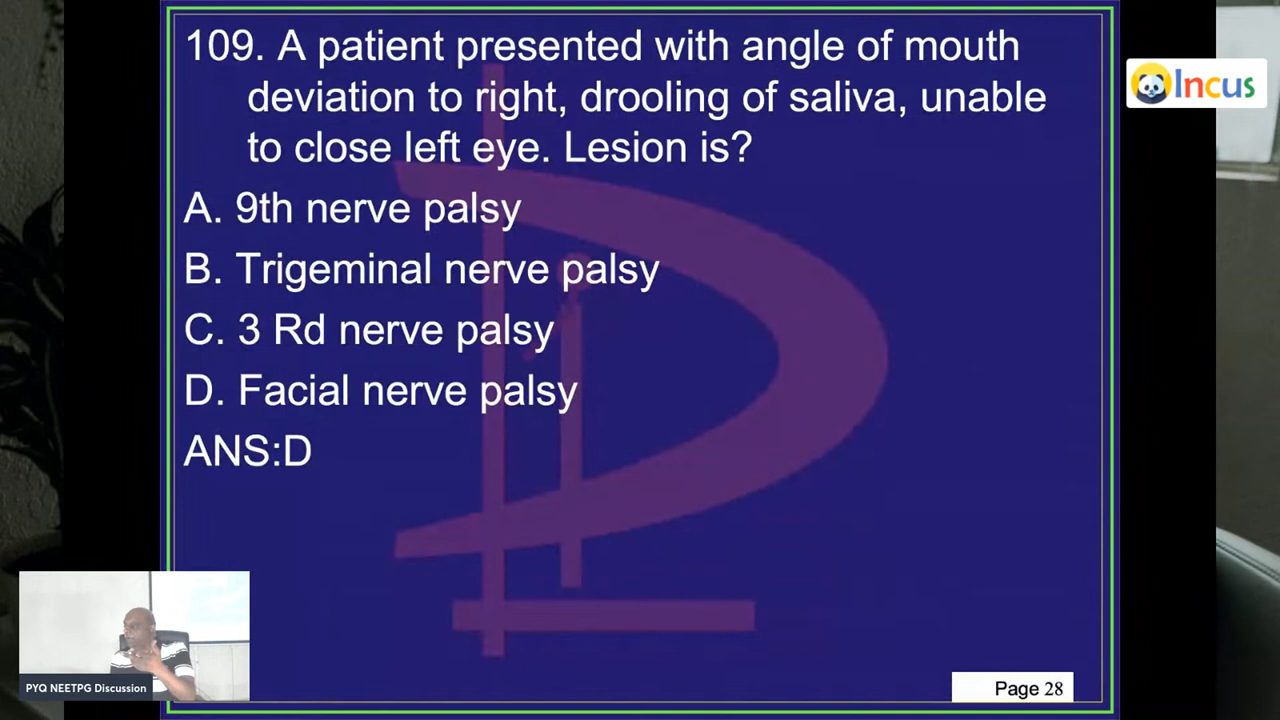 109. A patient presented with angle of mouth
deviation to right, drooling of saliva, unable
to close left eye. Lesion is?
A. 9th nerve palsy
B. Trigeminal nerve palsy
C. 3 Rd nerve palsy
D. Facial nerve palsy
ANS:D
Incus
PYQ NEETPG Discussion
Page 28